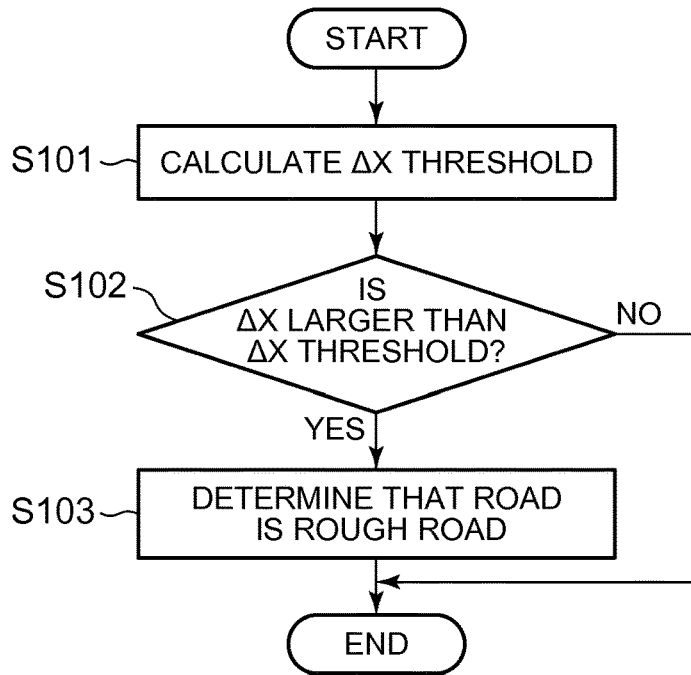 START
S101
CALCULATE ΔX THRESHOLD
S102
IS
ΔX LARGER THAN
ΔX THRESHOLD?
NO
YES
S103
DETERMINE THAT ROAD
IS ROUGH ROAD
END